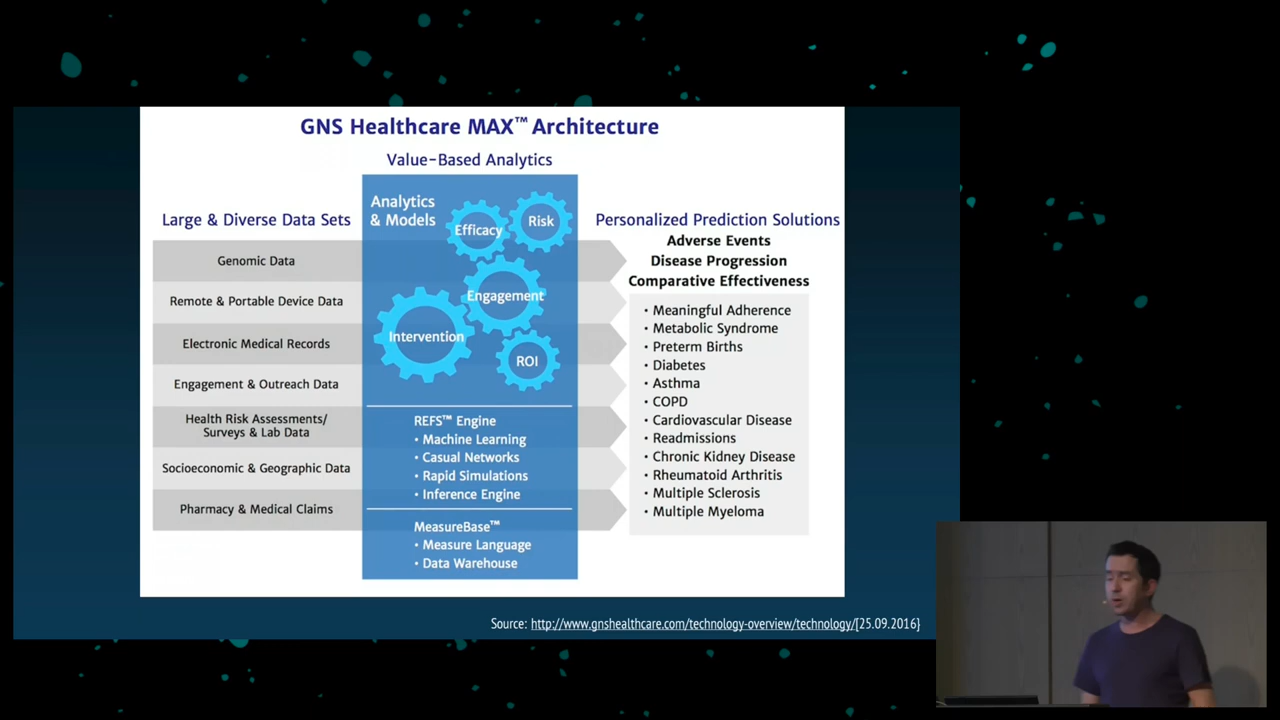 GNS Healthcare MAX™ Architecture
Value-Based Analytics
Large & Diverse Data Sets
Genomic Data
Remote & Portable Device Data
Electronic Medical Records
Engagement & Outreach Data
Health Risk Assessments/
Surveys & Lab Data
Socioeconomic & Geographic Data
Pharmacy & Medical Claims
Analytics
& Models
Efficacy
Risk
Engagement
Intervention
ROI
REFS™ Engine
• Machine Learning
• Casual Networks
• Rapid Simulations
• Inference Engine
MeasureBase™
• Measure Language
• Data Warehouse
Personalized Prediction Solutions
Adverse Events
Disease Progression
Comparative Effectiveness
• Meaningful Adherence
• Metabolic Syndrome
• Preterm Births
• Diabetes
• Asthma
• COPD
• Cardiovascular Disease
• Readmissions
• Chronic Kidney Disease
• Rheumatoid Arthritis
• Multiple Sclerosis
• Multiple Myeloma
Source: http://www.gnshealthcare.com/technology-overview/technology/[25.09.2016}